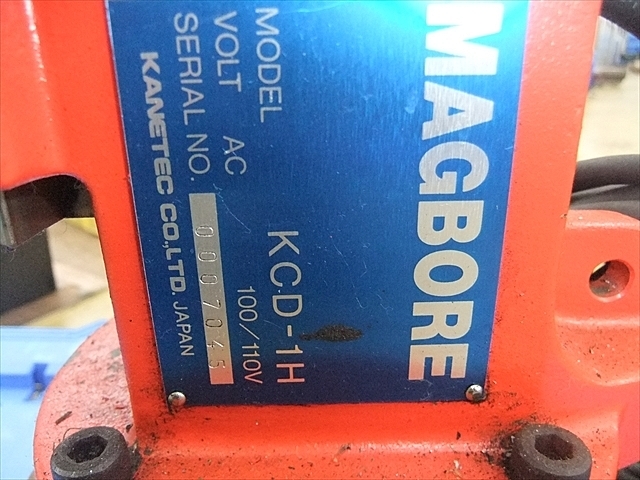 MAGBORE
MODEL KCD-1H
VOLT AC 100/110V
SERIAL NO. 0007045
KANETEC CO.,LTD. JAPAN